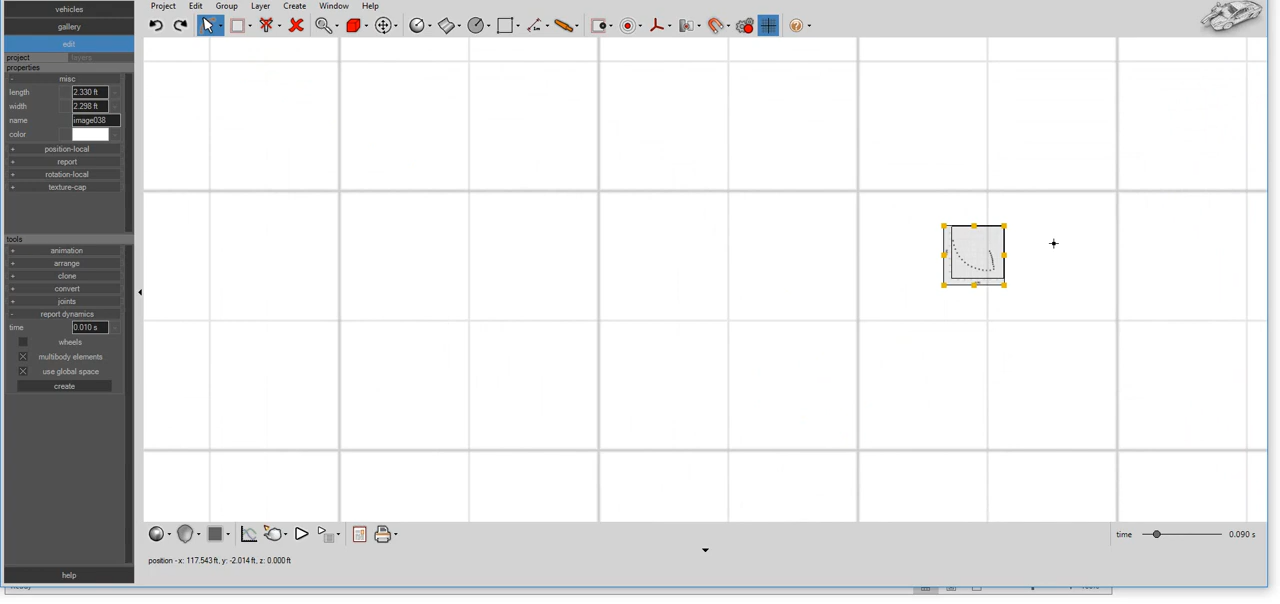 vehicles
gallery
edit
project layers
properties
- misc
length 2.330 ft
width 2.298 ft
name image038
color
+ position-local
+ report
+ rotation-local
+ texture-cap
tools
+ animation
+ arrange
+ clone
+ convert
+ joints
- report dynamics
time 0.010 s
wheels
multibody elements
use global space
create
help
Project Edit Group Layer Create Window Help
time 0.090 s
position - x: 117.543 ft, y: -2.014 ft, z: 0.000 ft